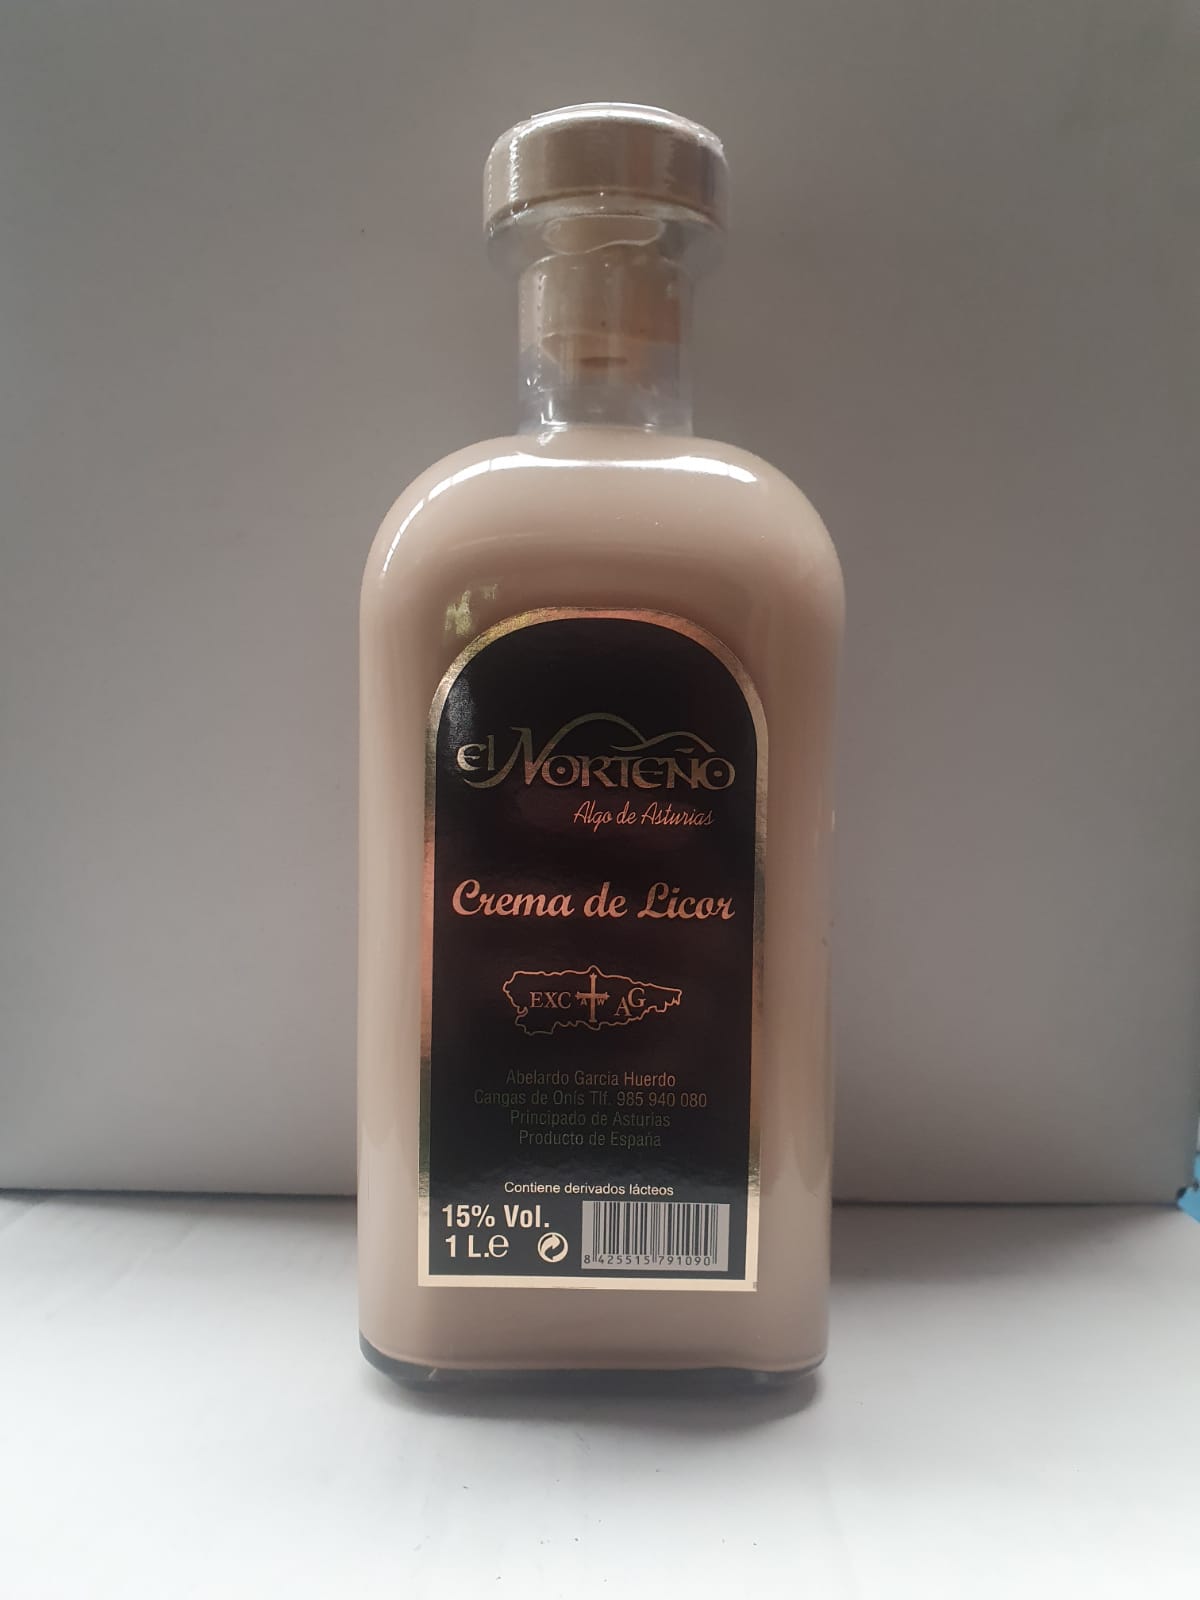 El Norteño
Algo de Asturias
Crema de Licor
EXC AG
Abelardo Garcia Huerdo
Cangas de Onís Tlf. 985 940 080
Principado de Asturias
Producto de España
Contiene derivados lácteos
15% Vol.
1 L.e
8 425515 791090